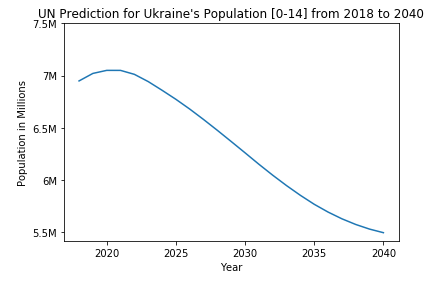 UN Prediction for Ukraine's Population [0-14] from 2018 to 2040
7.5M
7M
6.5M
6M
5.5M
Population in Millions
2020 2025 2030 2035 2040
Year